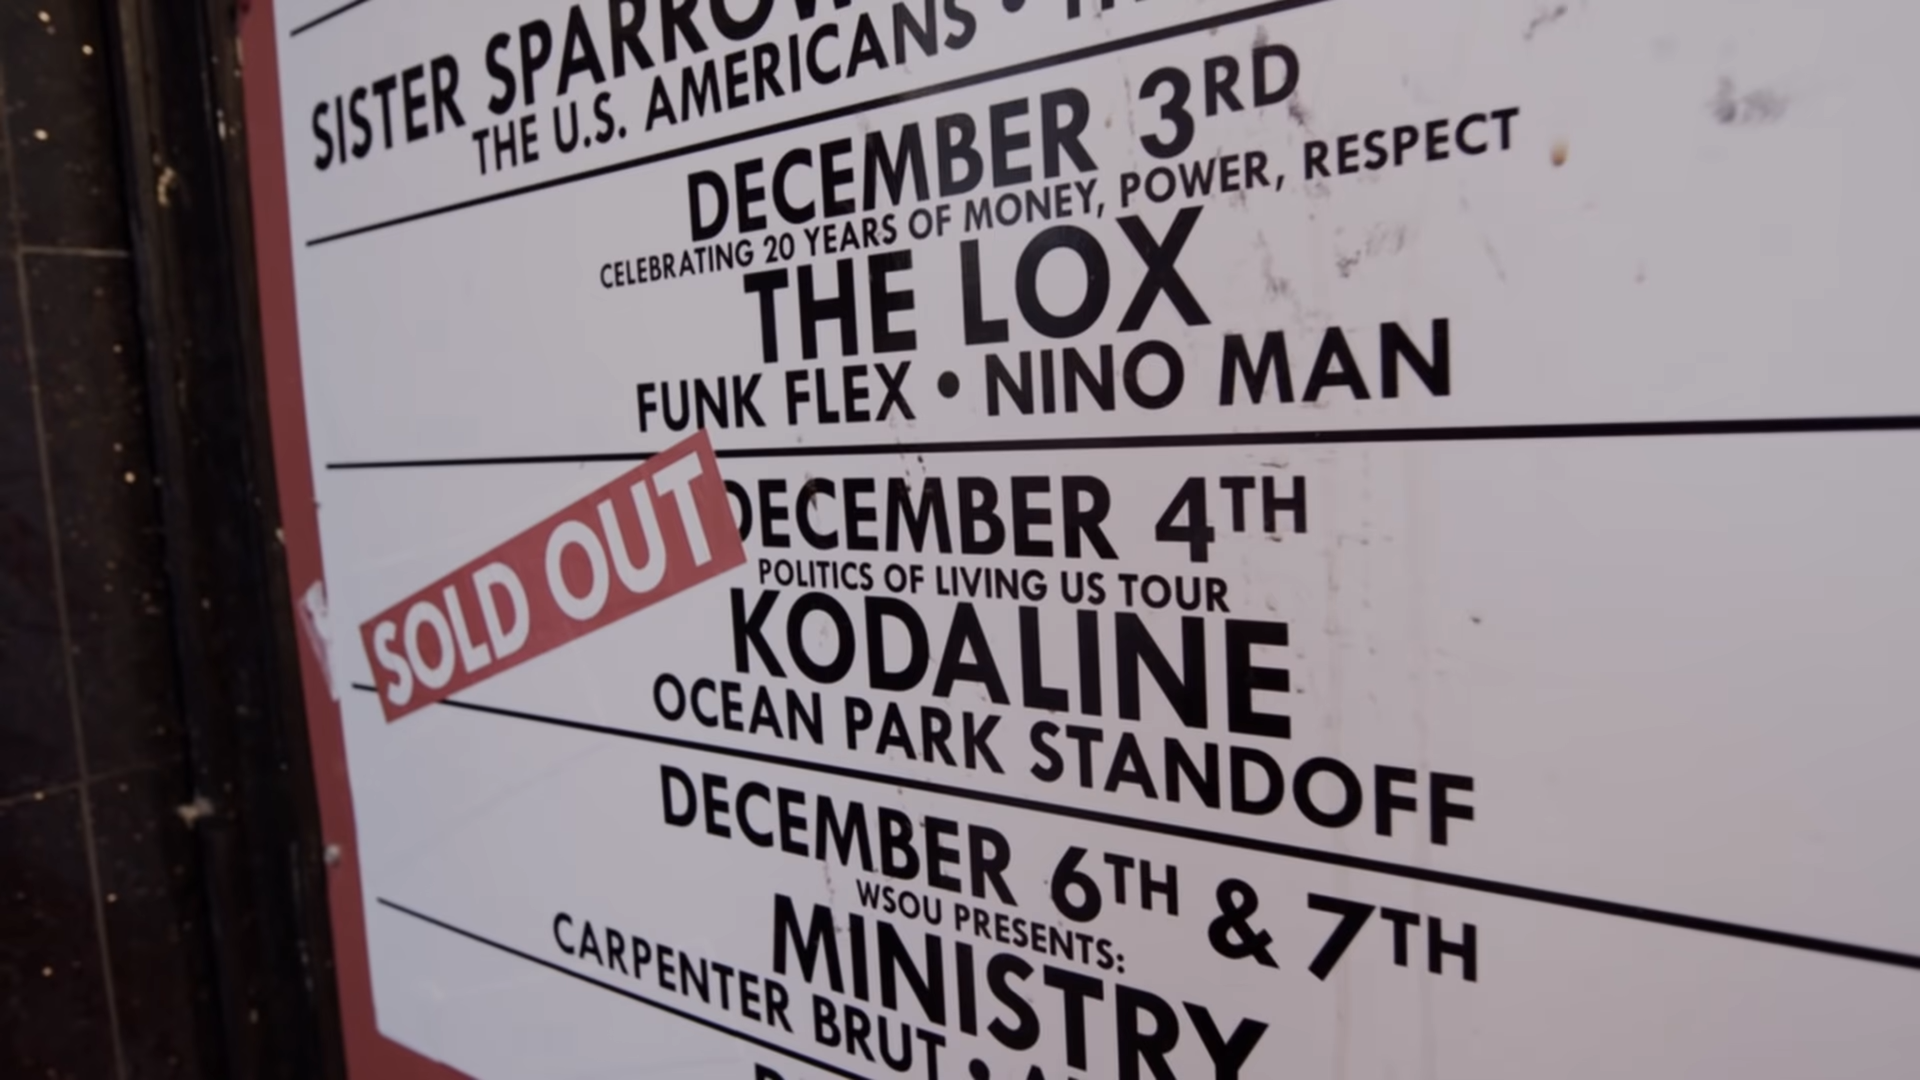 SISTER SPARROW
THE U.S. AMERICANS •
DECEMBER 3RD
CELEBRATING 20 YEARS OF MONEY, POWER, RESPECT
THE LOX
FUNK FLEX • NINO MAN
SOLD OUT
DECEMBER 4TH
POLITICS OF LIVING US TOUR
KODALINE
OCEAN PARK STANDOFF
DECEMBER 6TH & 7TH
WSOU PRESENTS:
MINISTRY
CARPENTER BRUT •